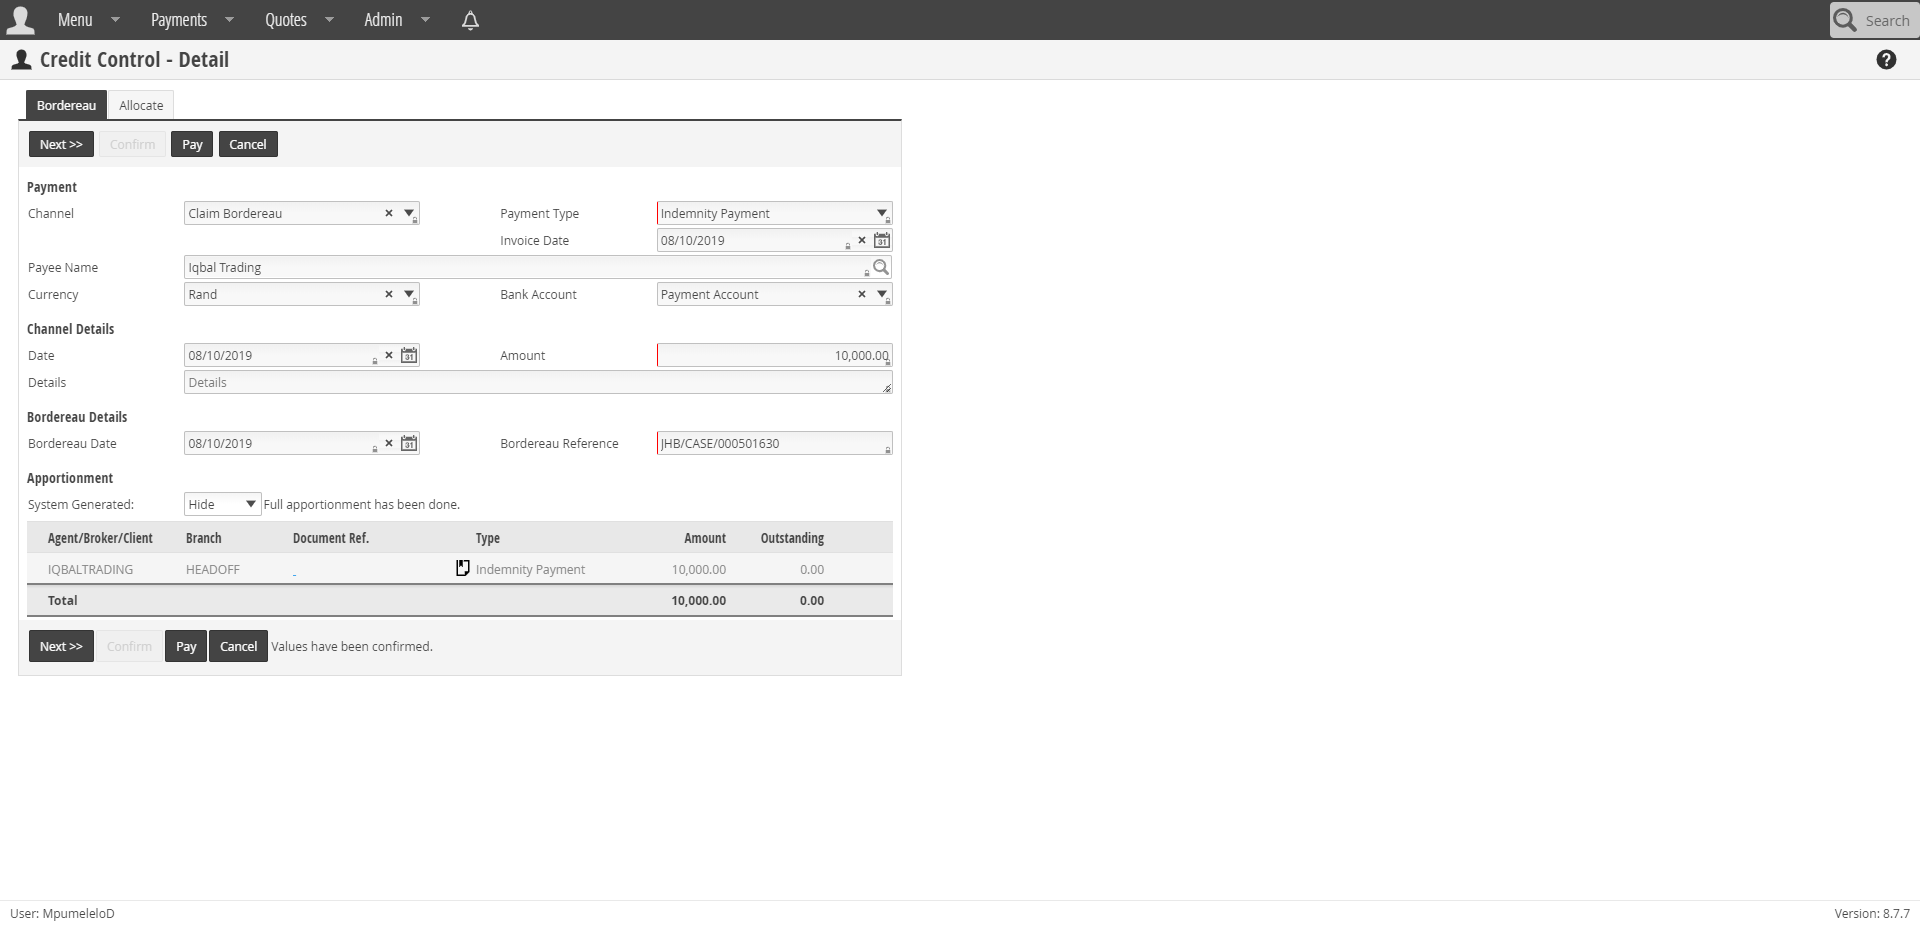 Menu Payments Quotes Admin Search
Credit Control - Detail ?
Bordereau Allocate
Next >> Confirm Pay Cancel
Payment
Channel Claim Bordereau Payment Type Indemnity Payment
Invoice Date 08/10/2019 31
Payee Name Iqbal Trading
Currency Rand Bank Account Payment Account
Channel Details
Date 08/10/2019 31 Amount 10,000.00
Details Details
Bordereau Details
Bordereau Date 08/10/2019 31 Bordereau Reference JHB/CASE/000501630
Apportionment
System Generated: Hide Full apportionment has been done.
Agent/Broker/Client Branch Document Ref. Type Amount Outstanding
IQBALTRADING HEADOFF - Indemnity Payment 10,000.00 0.00
Total 10,000.00 0.00
Next >> Confirm Pay Cancel Values have been confirmed.
User: MpumeleloD Version: 8.7.7